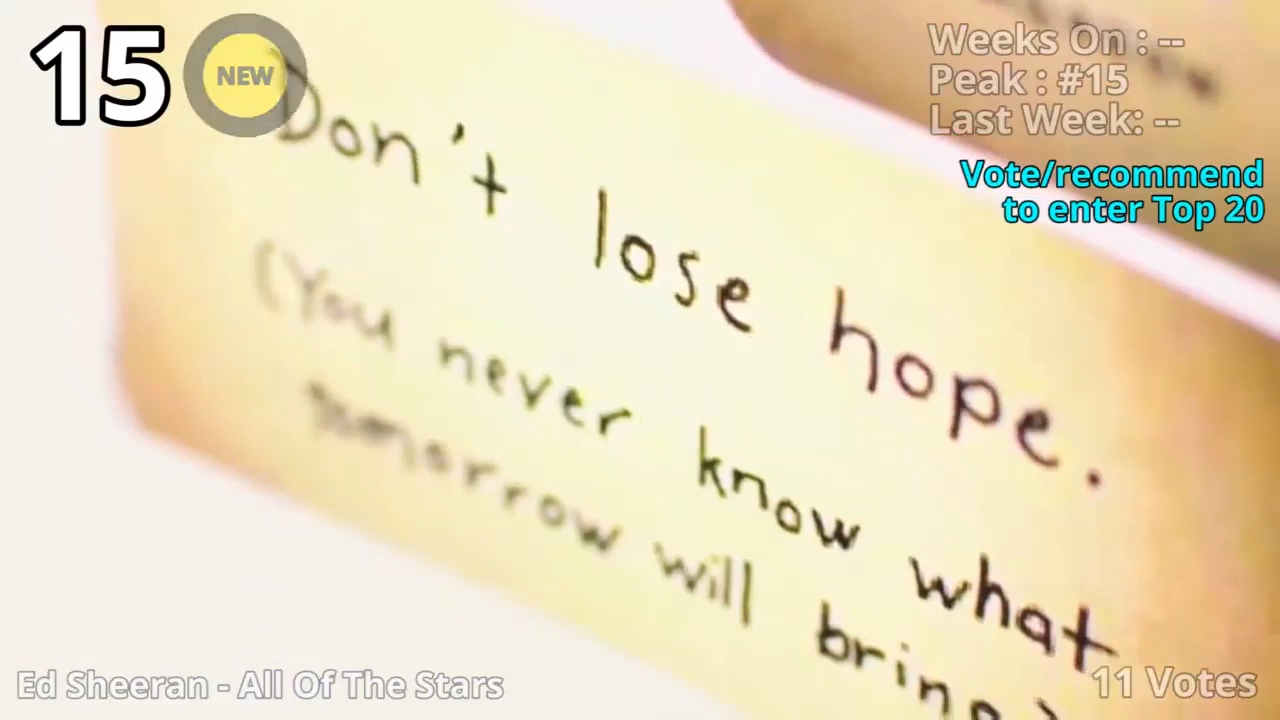 15
NEW
Weeks On : --
Peak : #15
Last Week: --
Vote/recommend
to enter Top 20
Don't lose hope.
(You never know what
tomorrow will bring
Ed Sheeran - All Of The Stars
11 Votes